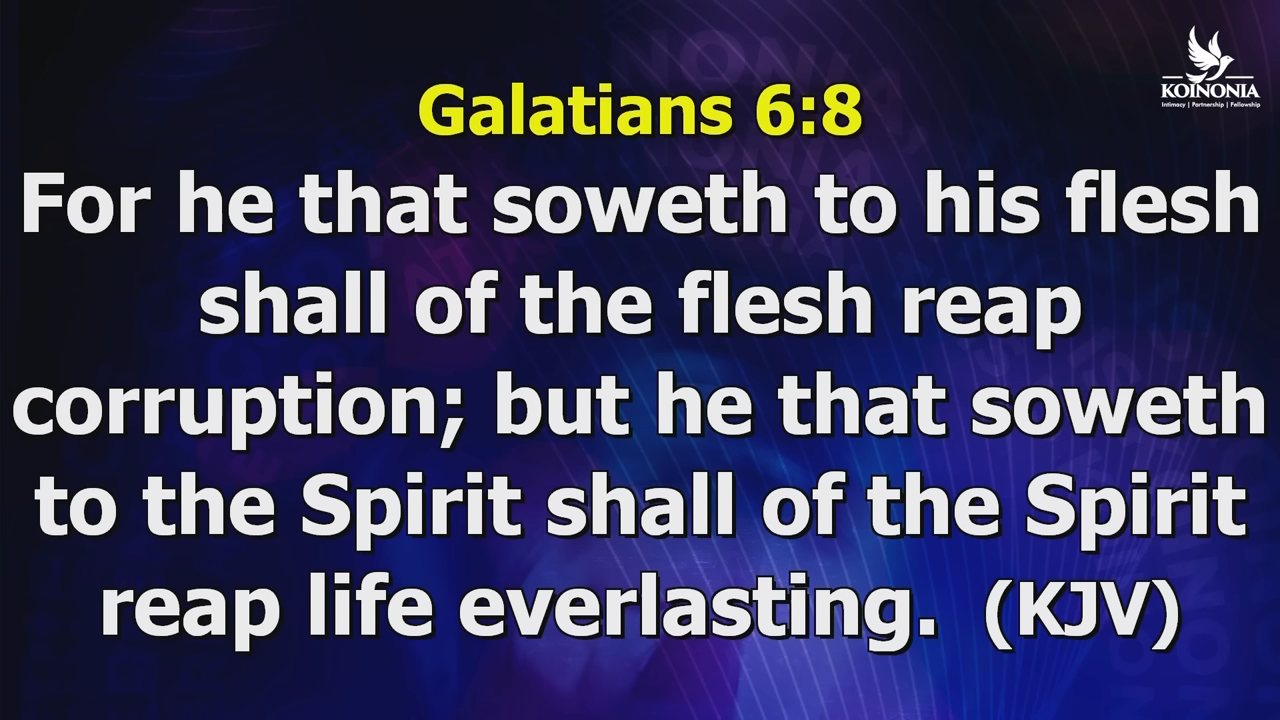 KOINONIA
Intimacy | Partnership | Fellowship
Galatians 6:8
For he that soweth to his flesh
shall of the flesh reap
corruption; but he that soweth
to the Spirit shall of the Spirit
reap life everlasting. (KJV)